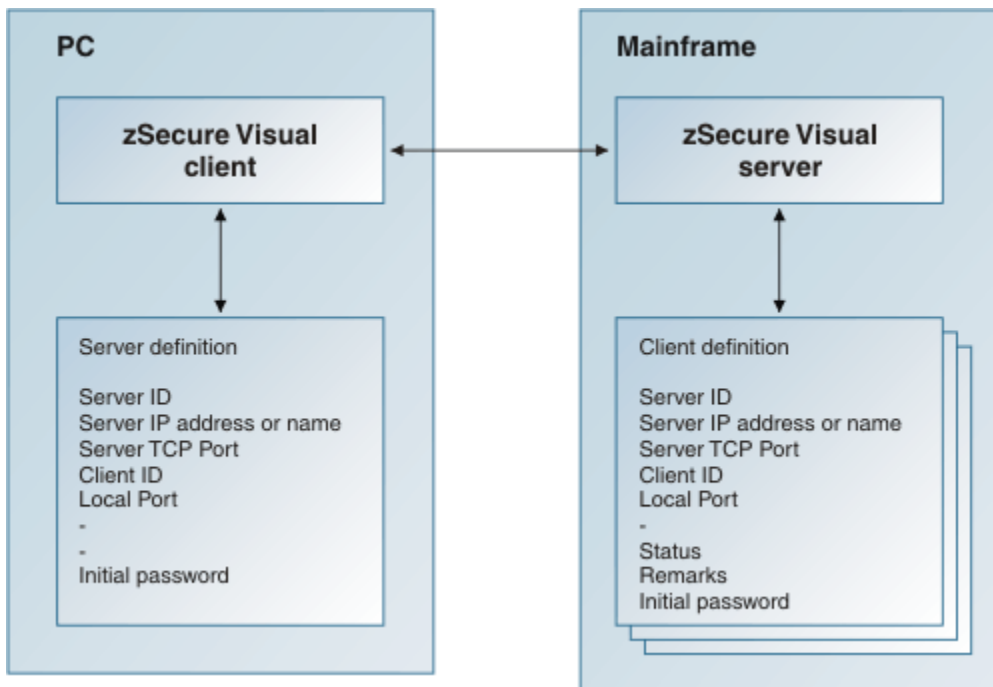 PC
zSecure Visual
client
Server definition
Server ID
Server IP address or name
Server TCP Port
Client ID
Local Port
-
-
Initial password
Mainframe
zSecure Visual
server
Client definition
Server ID
Server IP address or name
Server TCP Port
Client ID
Local Port
-
Status
Remarks
Initial password